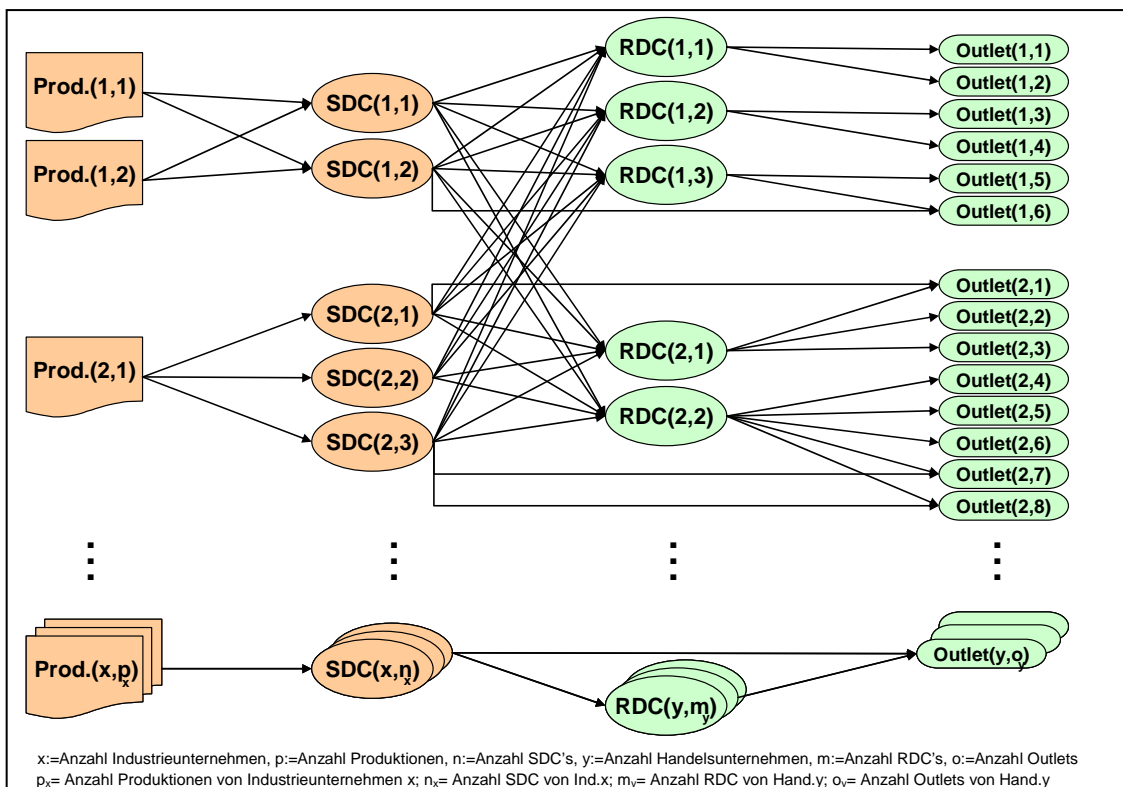 Prod.(1,1)
Prod.(1,2)
SDC(1,1)
SDC(1,2)
RDC(1,1)
RDC(1,2)
RDC(1,3)
Outlet(1,1)
Outlet(1,2)
Outlet(1,3)
Outlet(1,4)
Outlet(1,5)
Outlet(1,6)
Prod.(2,1)
SDC(2,1)
SDC(2,2)
SDC(2,3)
RDC(2,1)
RDC(2,2)
Outlet(2,1)
Outlet(2,2)
Outlet(2,3)
Outlet(2,4)
Outlet(2,5)
Outlet(2,6)
Outlet(2,7)
Outlet(2,8)
Prod.(x,pₓ)
SDC(x,nₓ)
RDC(y,m_y)
Outlet(y,o_y)
x:=Anzahl Industrieunternehmen, p:=Anzahl Produktionen, n:=Anzahl SDC's, y:=Anzahl Handelsunternehmen, m:=Anzahl RDC's, o:=Anzahl Outlets
pₓ= Anzahl Produktionen von Industrieunternehmen x; nₓ= Anzahl SDC von Ind.x; m_y= Anzahl RDC von Hand.y; o_y= Anzahl Outlets von Hand.y